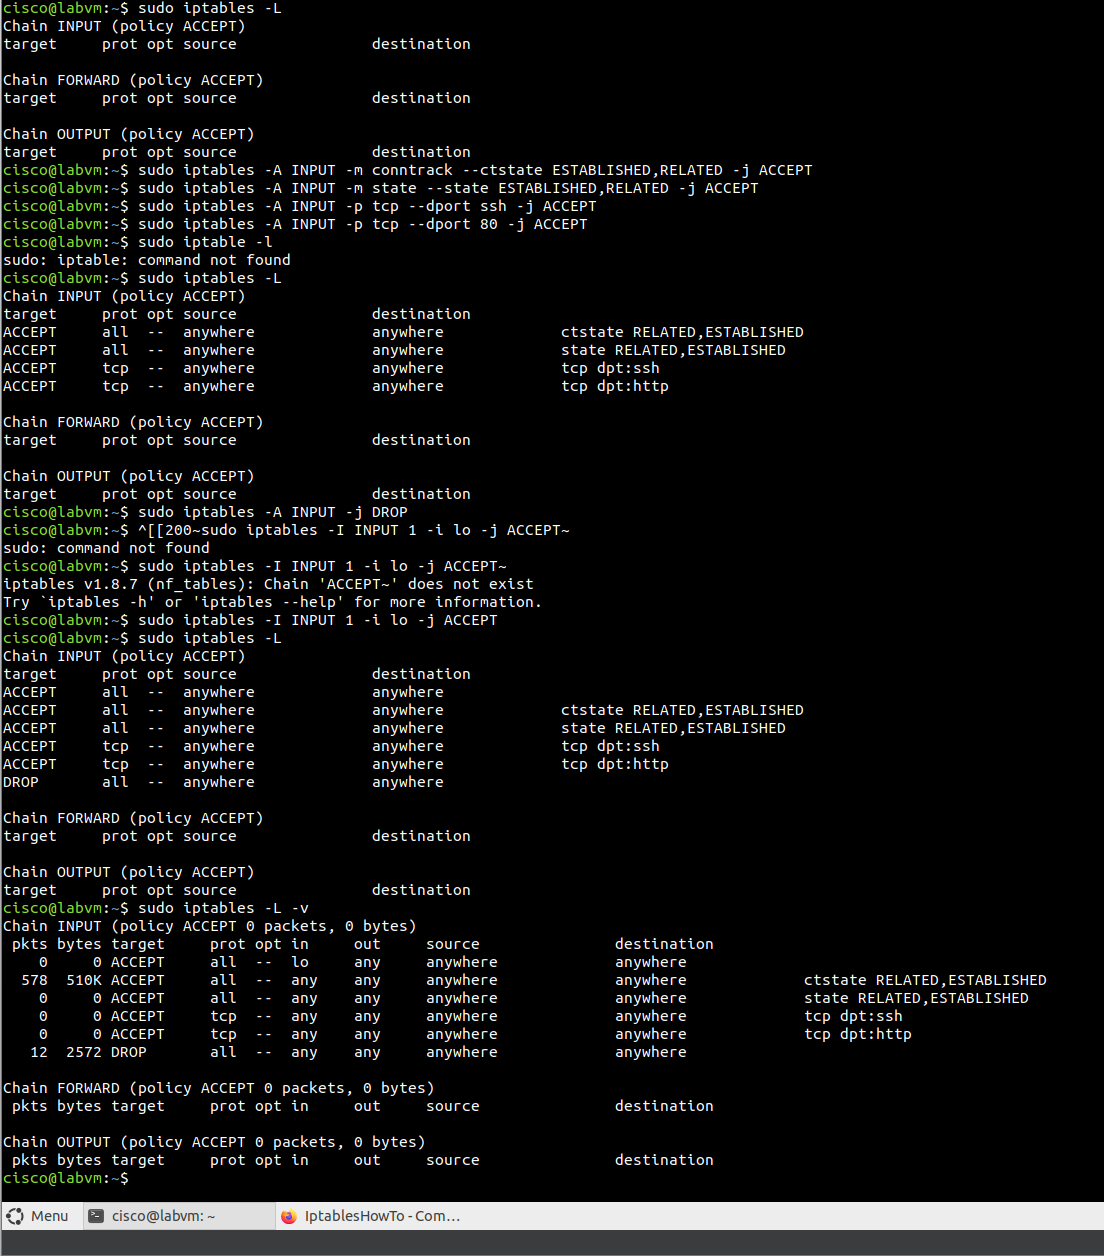 cisco@labvm:~$ sudo iptables -L
Chain INPUT (policy ACCEPT)
target     prot opt source               destination
Chain FORWARD (policy ACCEPT)
target     prot opt source               destination
Chain OUTPUT (policy ACCEPT)
target     prot opt source               destination
cisco@labvm:~$ sudo iptables -A INPUT -m conntrack --ctstate ESTABLISHED,RELATED -j ACCEPT
cisco@labvm:~$ sudo iptables -A INPUT -m state --state ESTABLISHED,RELATED -j ACCEPT
cisco@labvm:~$ sudo iptables -A INPUT -p tcp --dport ssh -j ACCEPT
cisco@labvm:~$ sudo iptables -A INPUT -p tcp --dport 80 -j ACCEPT
cisco@labvm:~$ sudo iptable -l
sudo: iptable: command not found
cisco@labvm:~$ sudo iptables -L
Chain INPUT (policy ACCEPT)
target     prot opt source               destination
ACCEPT     all  --  anywhere             anywhere             ctstate RELATED,ESTABLISHED
ACCEPT     all  --  anywhere             anywhere             state RELATED,ESTABLISHED
ACCEPT     tcp  --  anywhere             anywhere             tcp dpt:ssh
ACCEPT     tcp  --  anywhere             anywhere             tcp dpt:http
Chain FORWARD (policy ACCEPT)
target     prot opt source               destination
Chain OUTPUT (policy ACCEPT)
target     prot opt source               destination
cisco@labvm:~$ sudo iptables -A INPUT -j DROP
cisco@labvm:~$ ^[[200~sudo iptables -I INPUT 1 -i lo -j ACCEPT~
sudo: command not found
cisco@labvm:~$ sudo iptables -I INPUT 1 -i lo -j ACCEPT~
iptables v1.8.7 (nf_tables): Chain 'ACCEPT~' does not exist
Try `iptables -h' or 'iptables --help' for more information.
cisco@labvm:~$ sudo iptables -I INPUT 1 -i lo -j ACCEPT
cisco@labvm:~$ sudo iptables -L
Chain INPUT (policy ACCEPT)
target     prot opt source               destination
ACCEPT     all  --  anywhere             anywhere
ACCEPT     all  --  anywhere             anywhere             ctstate RELATED,ESTABLISHED
ACCEPT     all  --  anywhere             anywhere             state RELATED,ESTABLISHED
ACCEPT     tcp  --  anywhere             anywhere             tcp dpt:ssh
ACCEPT     tcp  --  anywhere             anywhere             tcp dpt:http
DROP       all  --  anywhere             anywhere
Chain FORWARD (policy ACCEPT)
target     prot opt source               destination
Chain OUTPUT (policy ACCEPT)
target     prot opt source               destination
cisco@labvm:~$ sudo iptables -L -v
Chain INPUT (policy ACCEPT 0 packets, 0 bytes)
 pkts bytes target     prot opt in     out     source               destination
    0     0 ACCEPT     all  --  lo     any     anywhere             anywhere
  578  510K ACCEPT     all  --  any    any     anywhere             anywhere             ctstate RELATED,ESTABLISHED
    0     0 ACCEPT     all  --  any    any     anywhere             anywhere             state RELATED,ESTABLISHED
    0     0 ACCEPT     tcp  --  any    any     anywhere             anywhere             tcp dpt:ssh
    0     0 ACCEPT     tcp  --  any    any     anywhere             anywhere             tcp dpt:http
   12  2572 DROP       all  --  any    any     anywhere             anywhere
Chain FORWARD (policy ACCEPT 0 packets, 0 bytes)
 pkts bytes target     prot opt in     out     source               destination
Chain OUTPUT (policy ACCEPT 0 packets, 0 bytes)
 pkts bytes target     prot opt in     out     source               destination
cisco@labvm:~$
Menu cisco@labvm: ~ IptablesHowTo - Com...